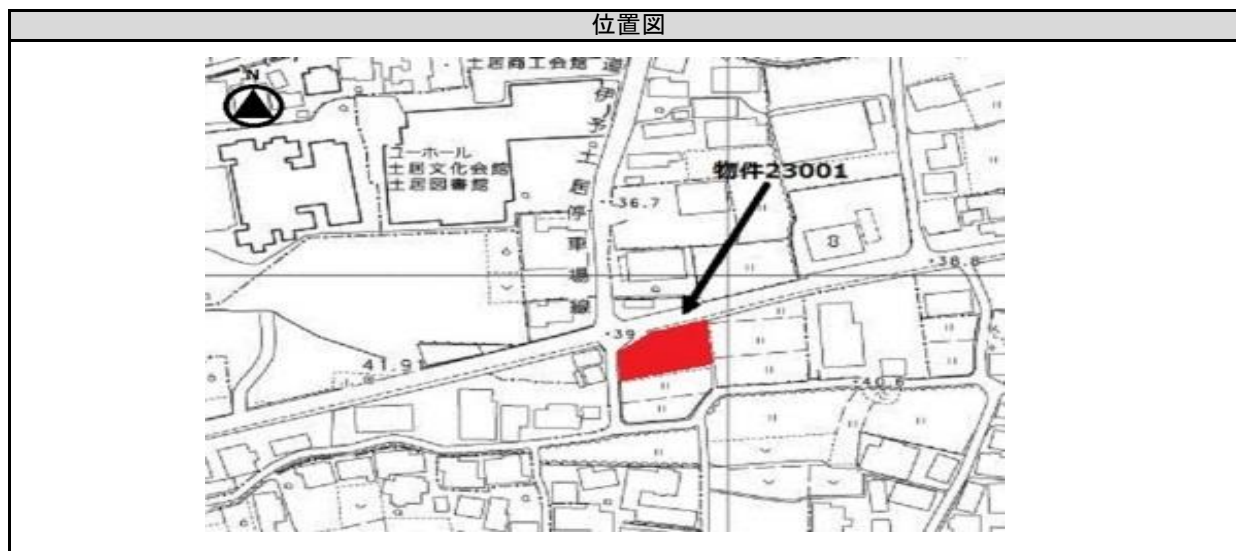 位置図
N
土居商工会館
道
伊予土居停車場線
ユーホール
土居文化会館
土居図書館
物件23001
36.7
38.8
39
41.9
40.6